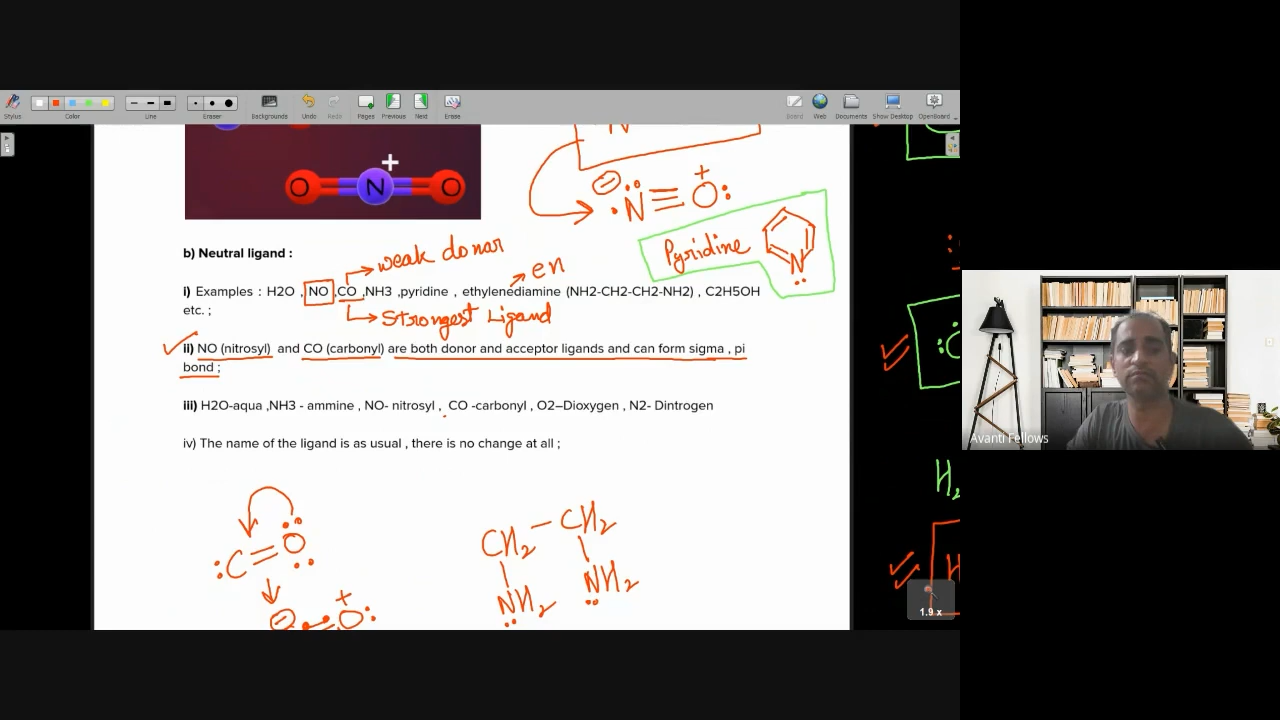 Stylus Color Line Eraser Backgrounds Undo Redo Pages Previous Next Erase Board Web Documents Show Desktop OpenBoard
N
+
O N O
:N≡O:
+
Pyridine
N
b) Neutral ligand :
weak donar
en
i) Examples : H2O , NO ,CO ,NH3 ,pyridine , ethylenediamine (NH2-CH2-CH2-NH2) , C2H5OH
etc. ;
Strongest Ligand
ii) NO (nitrosyl) and CO (carbonyl) are both donor and acceptor ligands and can form sigma , pi
bond ;
iii) H2O-aqua ,NH3 - ammine , NO- nitrosyl , CO -carbonyl , O2–Dioxygen , N2- Dintrogen
Avanti Fellows
iv) The name of the ligand is as usual , there is no change at all ;
:C=O
CH2 - CH2
NH2 NH2
+
O:
H2
H
1.9 x